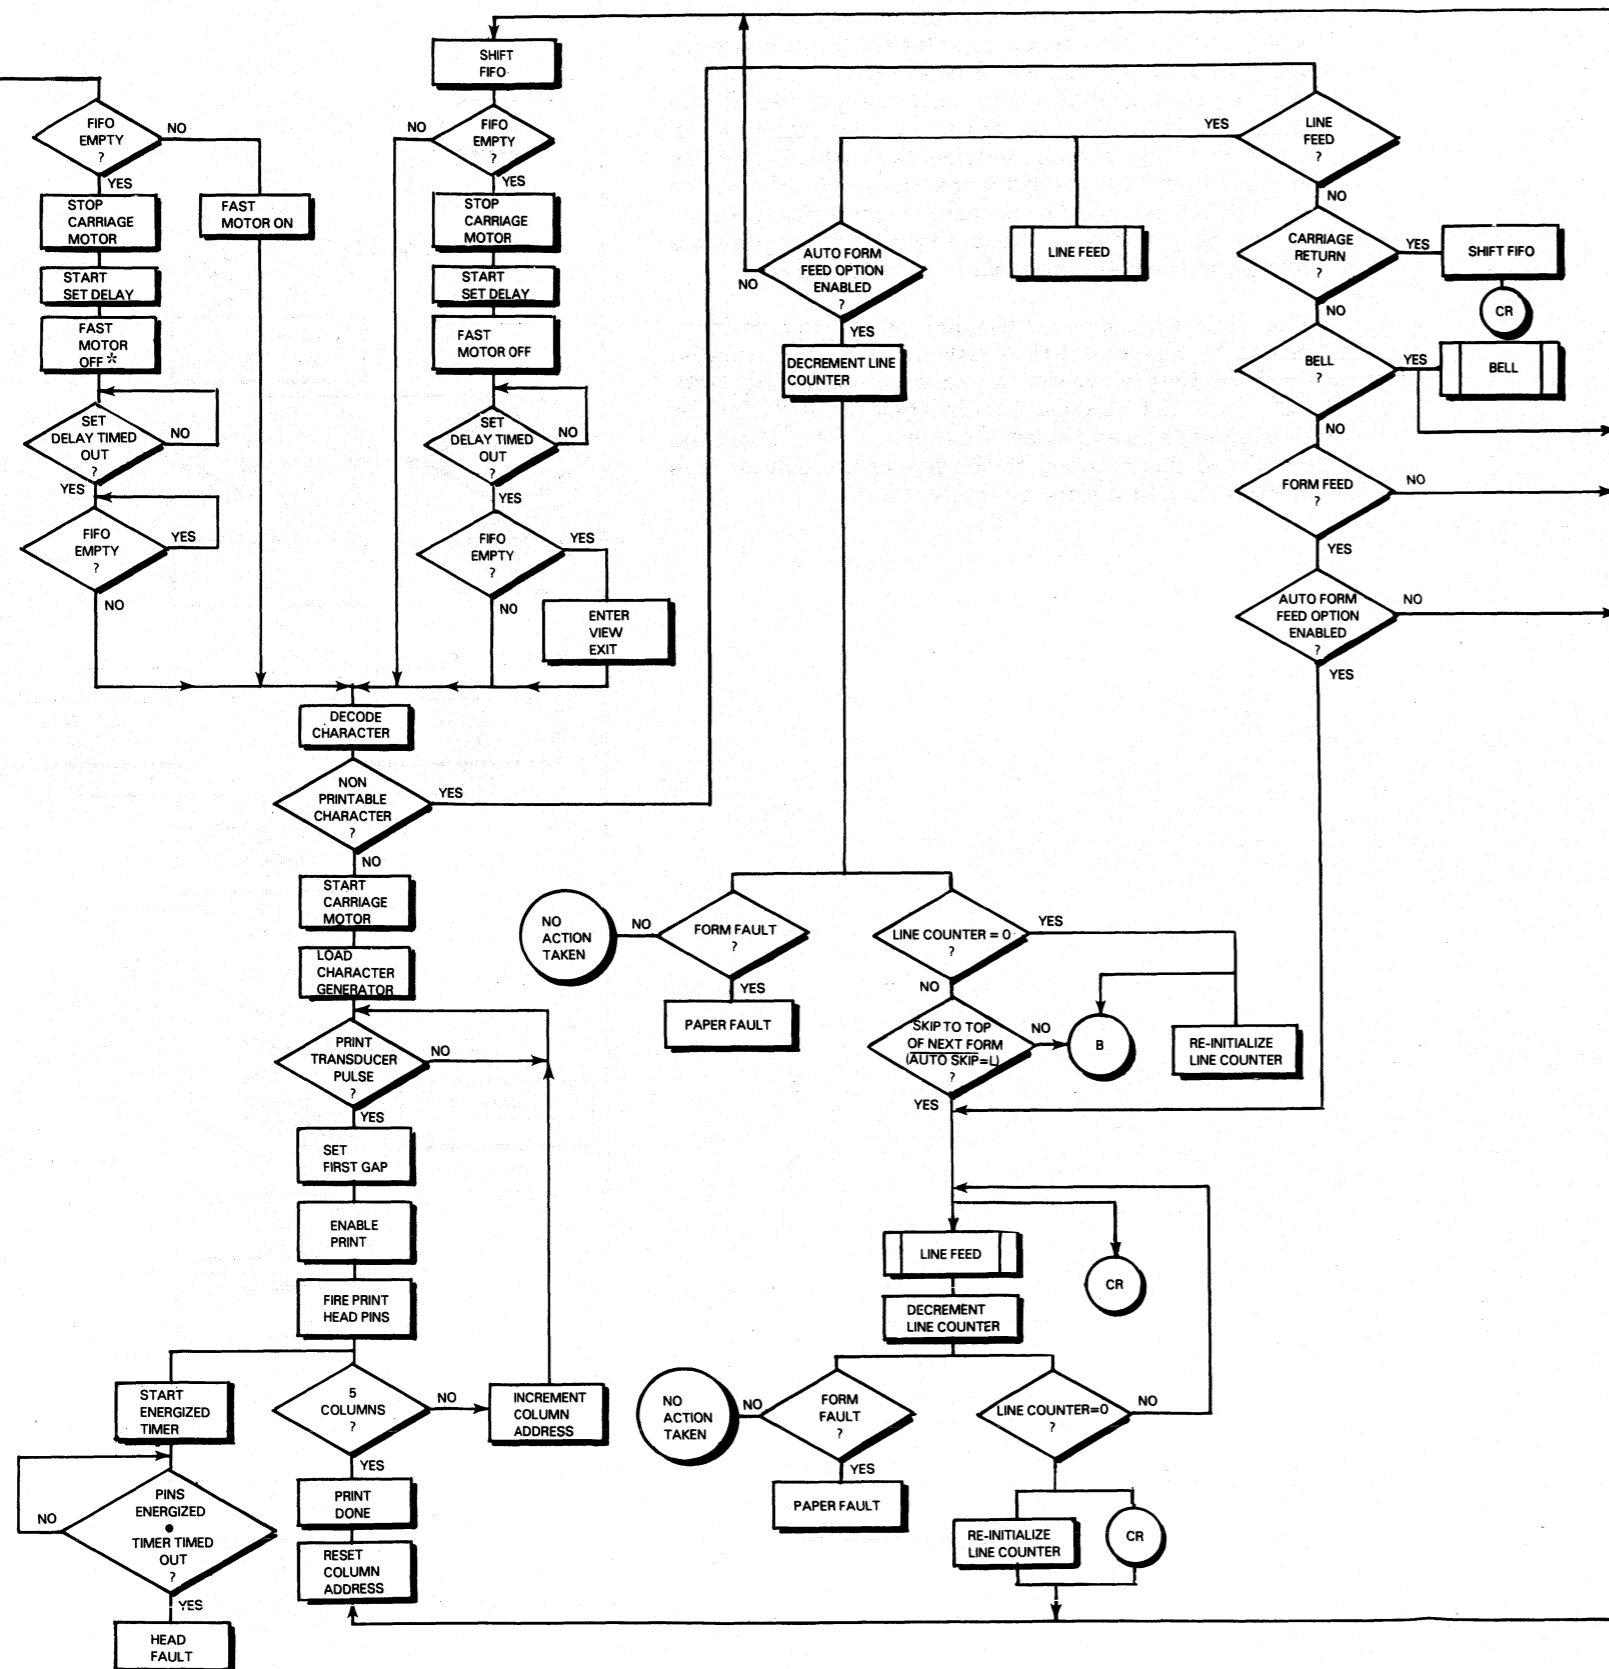 FIFO
EMPTY
?
NO
YES
STOP
CARRIAGE
MOTOR
FAST
MOTOR ON
START
SET DELAY
FAST
MOTOR
OFF *
SET
DELAY TIMED
OUT
?
NO
YES
FIFO
EMPTY
?
YES
NO
SHIFT
FIFO
FIFO
EMPTY
?
NO
YES
STOP
CARRIAGE
MOTOR
START
SET DELAY
FAST
MOTOR OFF
SET
DELAY TIMED
OUT
?
NO
YES
FIFO
EMPTY
?
YES
NO
ENTER
VIEW
EXIT
DECODE
CHARACTER
NON
PRINTABLE
CHARACTER
?
YES
NO
START
CARRIAGE
MOTOR
LOAD
CHARACTER
GENERATOR
PRINT
TRANSDUCER
PULSE
?
NO
YES
SET
FIRST GAP
ENABLE
PRINT
FIRE PRINT
HEAD PINS
START
ENERGIZED
TIMER
5
COLUMNS
?
NO
INCREMENT
COLUMN
ADDRESS
YES
PINS
ENERGIZED
•
TIMER TIMED
OUT
?
NO
YES
HEAD
FAULT
PRINT
DONE
RESET
COLUMN
ADDRESS
LINE
FEED
?
YES
NO
LINE FEED
AUTO FORM
FEED OPTION
ENABLED
?
NO
YES
DECREMENT LINE
COUNTER
CARRIAGE
RETURN
?
YES
SHIFT FIFO
CR
NO
BELL
?
YES
BELL
NO
FORM FEED
?
NO
YES
AUTO FORM
FEED OPTION
ENABLED
?
NO
YES
NO
ACTION
TAKEN
NO
FORM FAULT
?
YES
PAPER FAULT
LINE COUNTER = 0
?
YES
NO
SKIP TO TOP
OF NEXT FORM
(AUTO SKIP=L)
?
NO
B
RE-INITIALIZE
LINE COUNTER
YES
LINE FEED
CR
DECREMENT
LINE COUNTER
NO
ACTION
TAKEN
NO
FORM
FAULT
?
YES
PAPER FAULT
LINE COUNTER=0
?
NO
RE-INITIALIZE
LINE COUNTER
CR